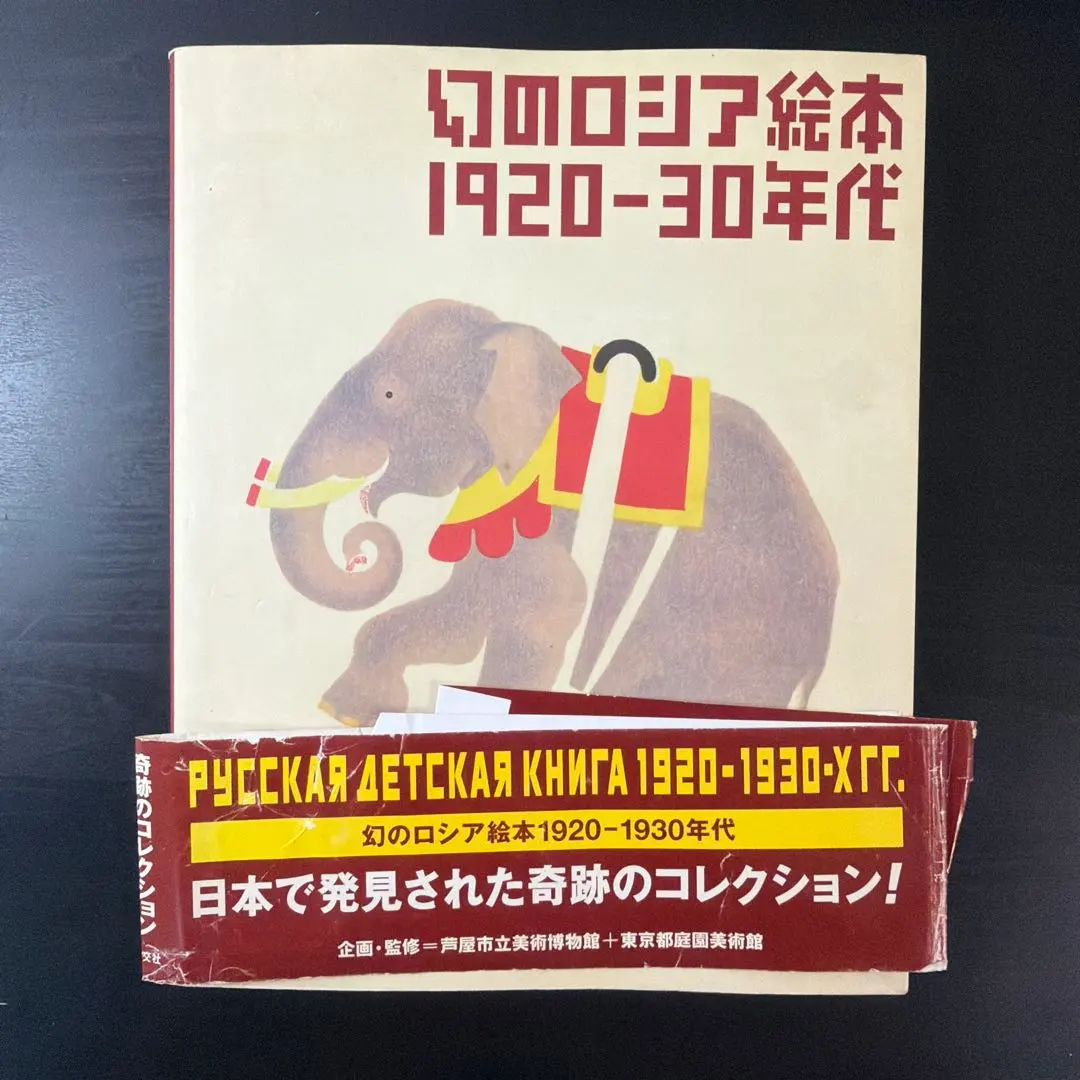 幻のロシア絵本
1920-30年代
РУССКАЯ ДЕТСКАЯ КНИГА 1920-1930-Х ГГ.
幻のロシア絵本1920-1930年代
日本で発見された奇跡のコレクション!
企画・監修=芦屋市立美術博物館+東京都庭園美術館
奇跡のコレクション
交社